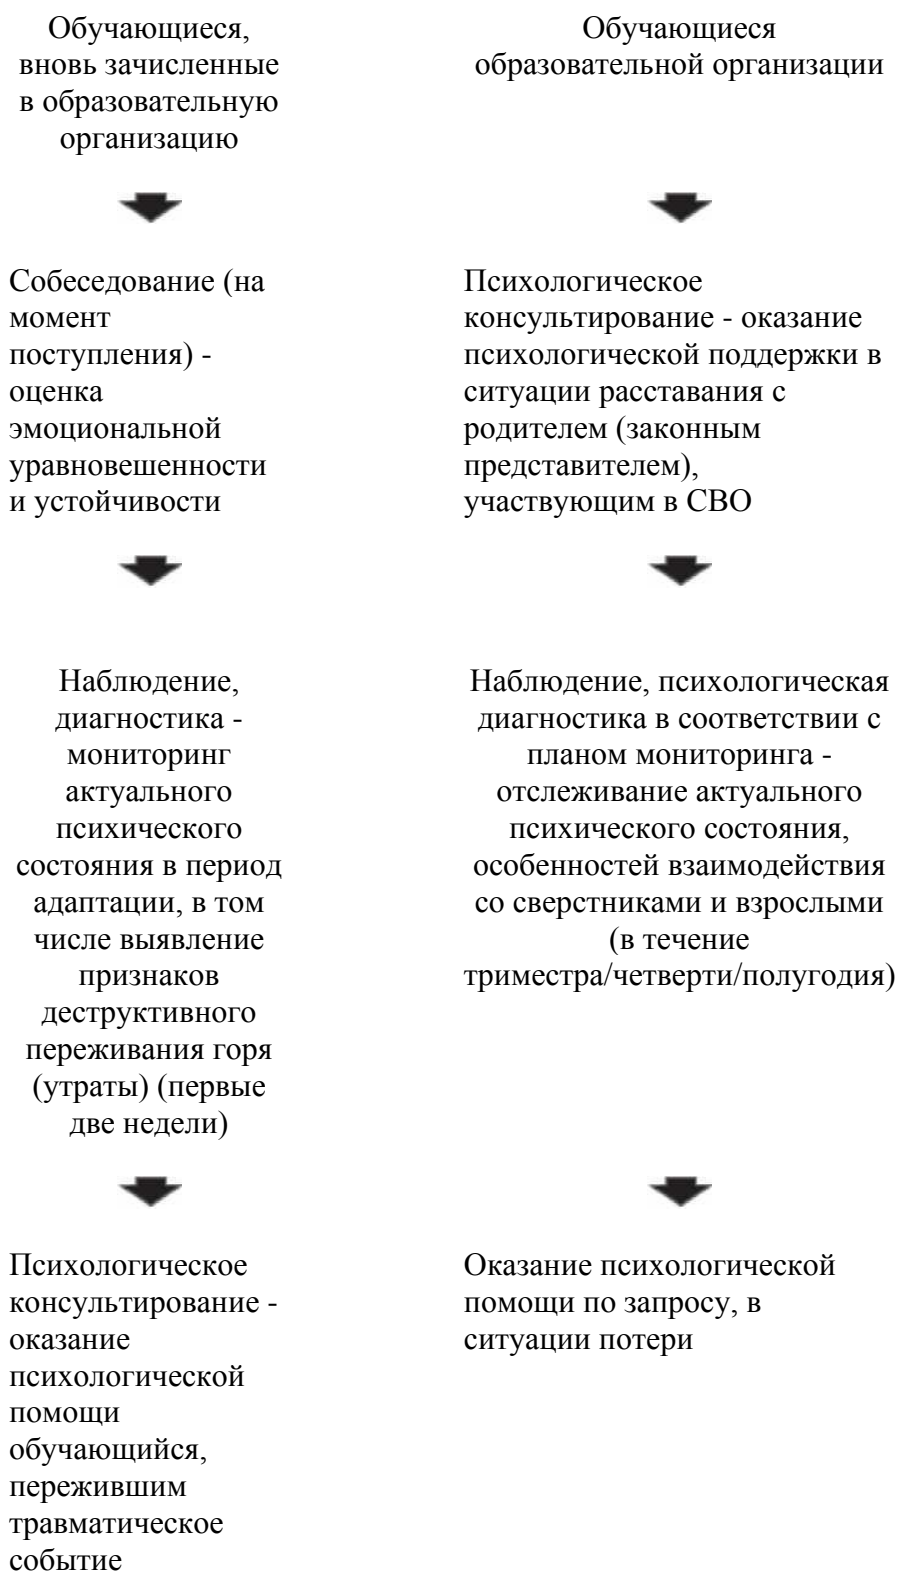 Обучающиеся,
вновь зачисленные
в образовательную
организацию
Обучающиеся
образовательной организации
Собеседование (на
момент
поступления) -
оценка
эмоциональной
уравновешенности
и устойчивости
Психологическое
консультирование - оказание
психологической поддержки в
ситуации расставания с
родителем (законным
представителем),
участвующим в СВО
Наблюдение,
диагностика -
мониторинг
актуального
психического
состояния в период
адаптации, в том
числе выявление
признаков
деструктивного
переживания горя
(утраты) (первые
две недели)
Наблюдение, психологическая
диагностика в соответствии с
планом мониторинга -
отслеживание актуального
психического состояния,
особенностей взаимодействия
со сверстниками и взрослыми
(в течение
триместра/четверти/полугодия)
Психологическое
консультирование -
оказание
психологической
помощи
обучающийся,
пережившим
травматическое
событие
Оказание психологической
помощи по запросу, в
ситуации потери